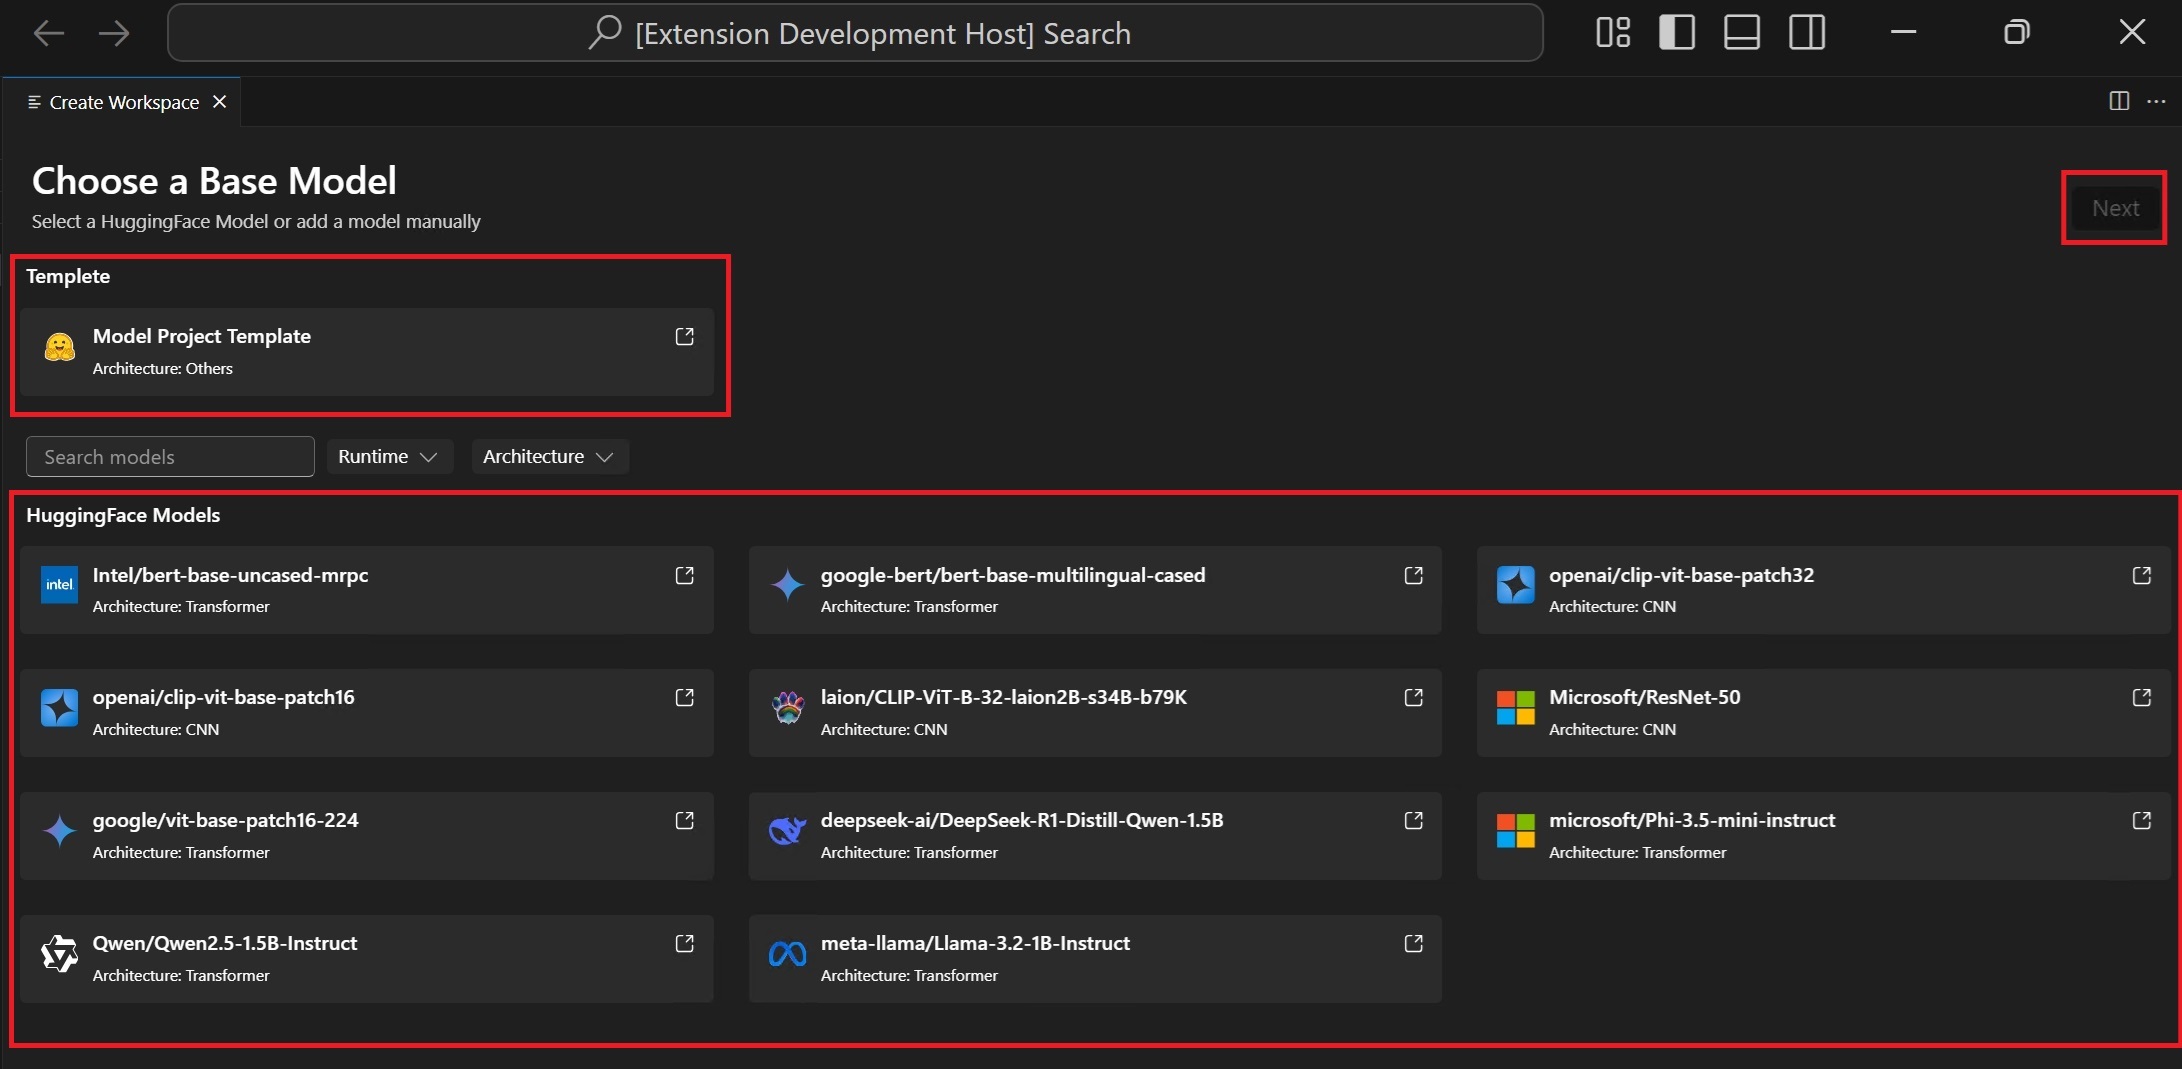 [Extension Development Host] Search
Create Workspace
Choose a Base Model
Select a HuggingFace Model or add a model manually
Next
Templete
Model Project Template
Architecture: Others
Search models
Runtime
Architecture
HuggingFace Models
intel
Intel/bert-base-uncased-mrpc
Architecture: Transformer
google-bert/bert-base-multilingual-cased
Architecture: Transformer
openai/clip-vit-base-patch32
Architecture: CNN
openai/clip-vit-base-patch16
Architecture: CNN
laion/CLIP-ViT-B-32-laion2B-s34B-b79K
Architecture: CNN
Microsoft/ResNet-50
Architecture: CNN
google/vit-base-patch16-224
Architecture: Transformer
deepseek-ai/DeepSeek-R1-Distill-Qwen-1.5B
Architecture: Transformer
microsoft/Phi-3.5-mini-instruct
Architecture: Transformer
Qwen/Qwen2.5-1.5B-Instruct
Architecture: Transformer
meta-llama/Llama-3.2-1B-Instruct
Architecture: Transformer